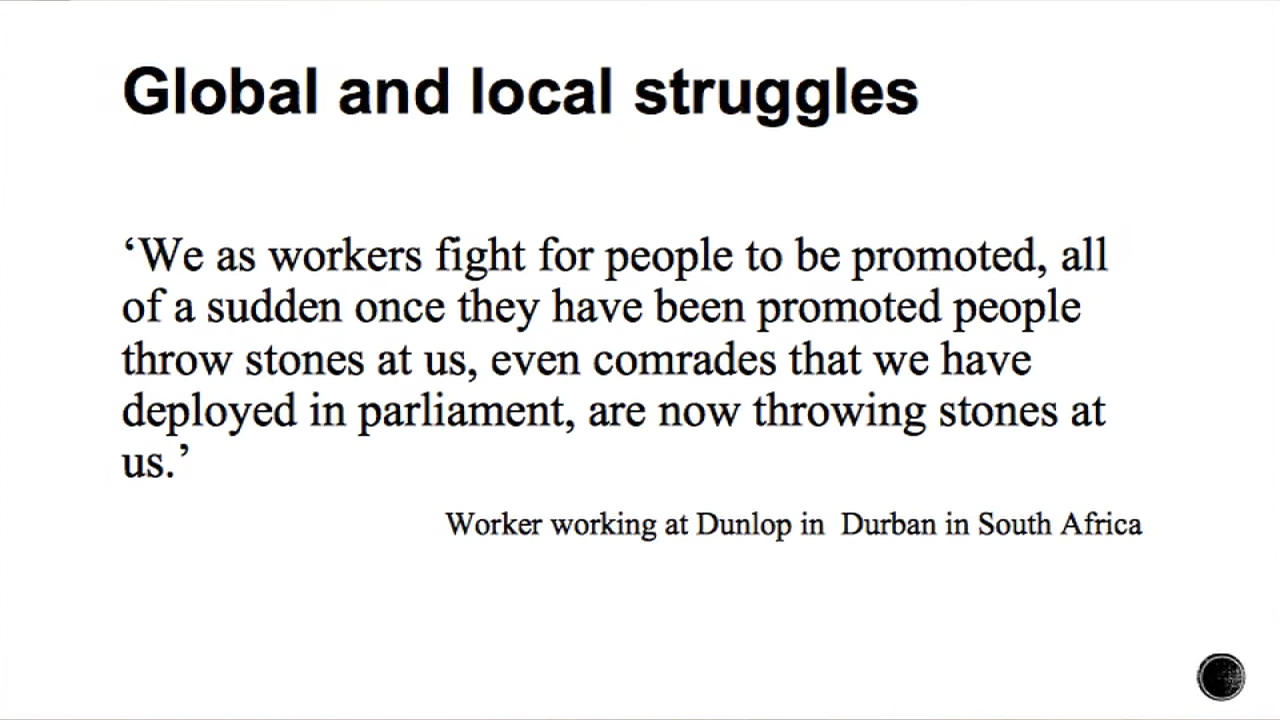 Global and local struggles
‘We as workers fight for people to be promoted, all
of a sudden once they have been promoted people
throw stones at us, even comrades that we have
deployed in parliament, are now throwing stones at
us.’
Worker working at Dunlop in  Durban in South Africa